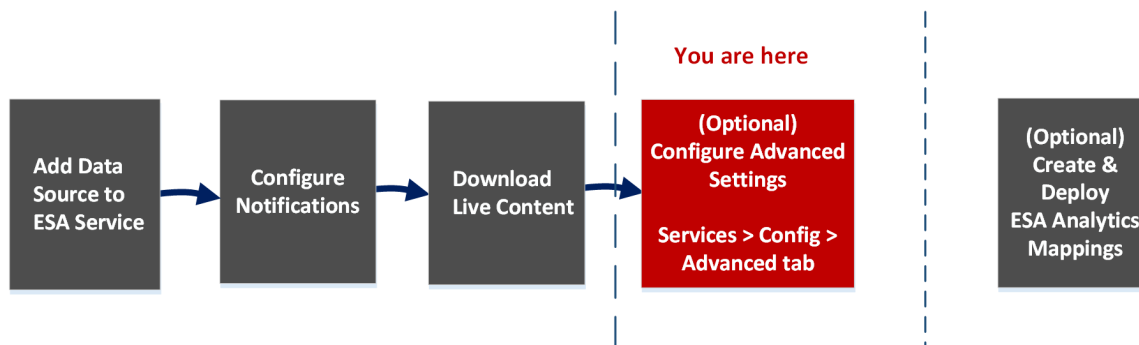 You are here
Add Data
Source to
ESA Service
Configure
Notifications
Download
Live Content
(Optional)
Configure Advanced
Settings
Services > Config >
Advanced tab
(Optional)
Create &
Deploy
ESA Analytics
Mappings